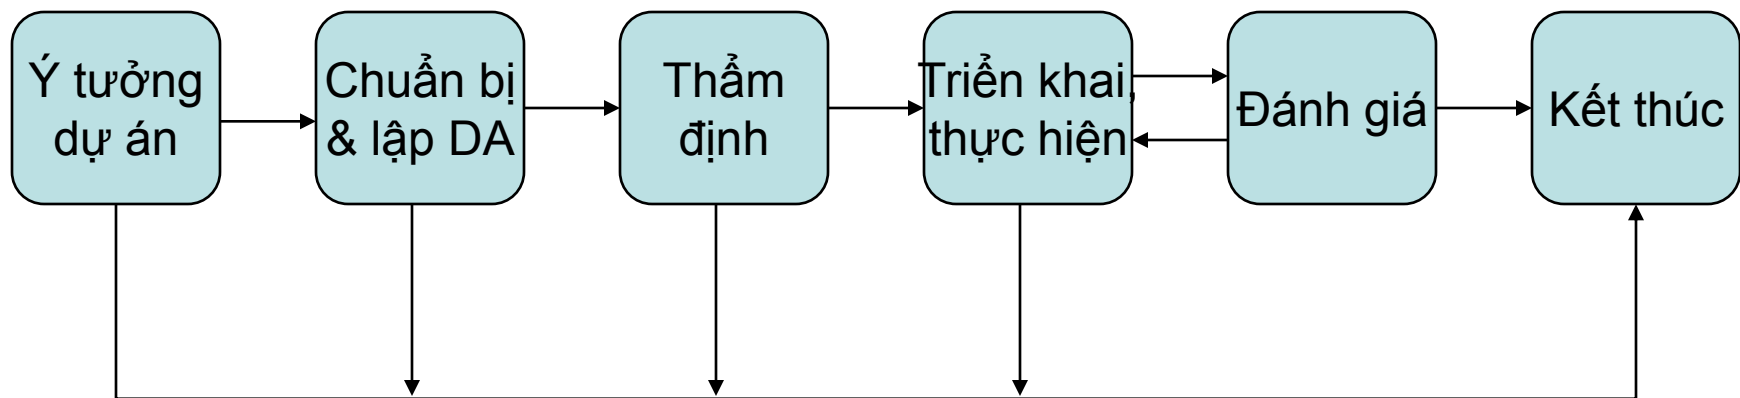 Ý tưởng
dự án
Chuẩn bị
& lập DA
Thẩm
định
Triển khai,
thực hiện
Đánh giá
Kết thúc